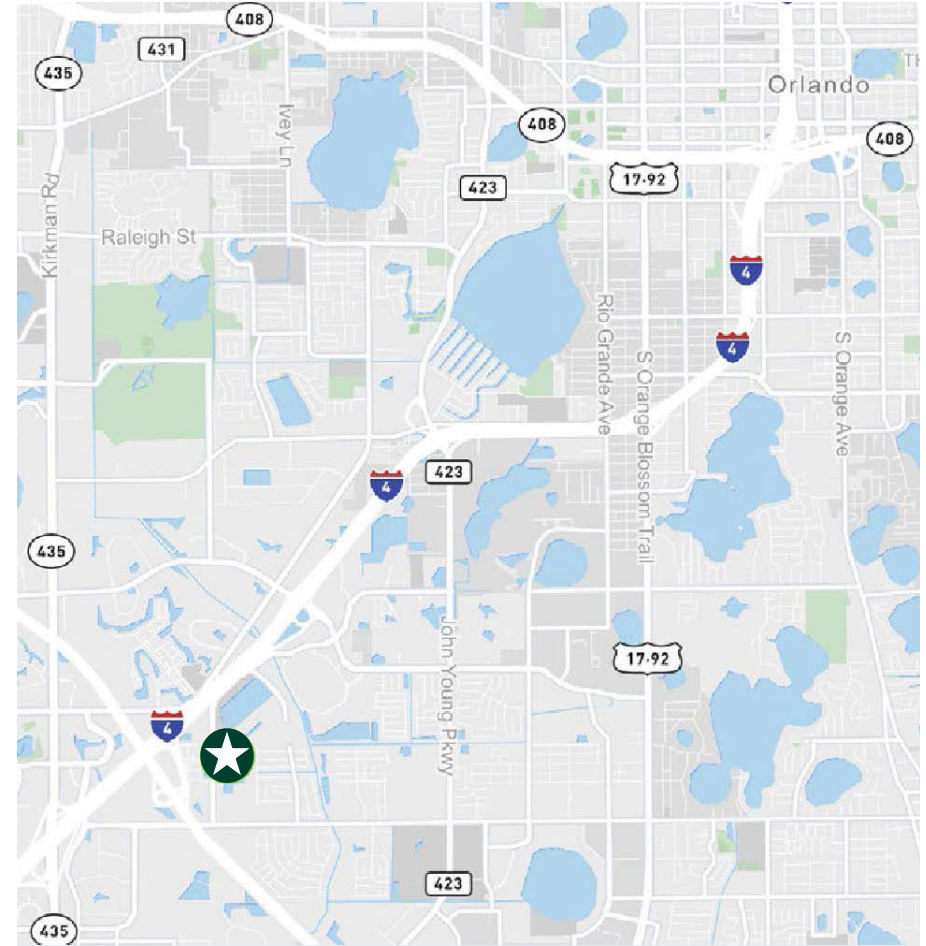 408
431
435
Orlando
408
408
Ivey Ln
423
17-92
Kirkman Rd
Raleigh St
4
Rio Grande Ave
4
S Orange Blossom Trail
S Orange Ave
423
4
435
John Young Pkwy
17-92
4
423
435